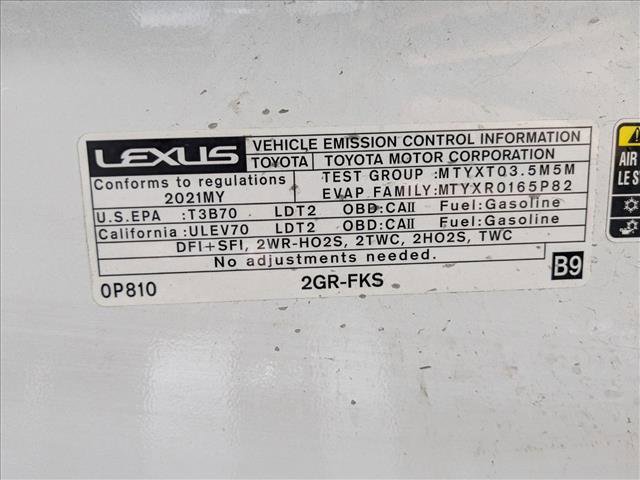 LEXUS
VEHICLE EMISSION CONTROL INFORMATION
TOYOTA TOYOTA MOTOR CORPORATION
Conforms to regulations
2021MY
TEST GROUP :MTYXTQ3.5M5M
EVAP FAMILY:MTYXR0165P82
U.S.EPA :T3B70 LDT2 OBD:CAII Fuel:Gasoline
California :ULEV70 LDT2 OBD:CAII Fuel:Gasoline
DFI+SFI, 2WR-HO2S, 2TWC, 2HO2S, TWC
No adjustments needed.
0P810 2GR-FKS B9
AIR
LE S